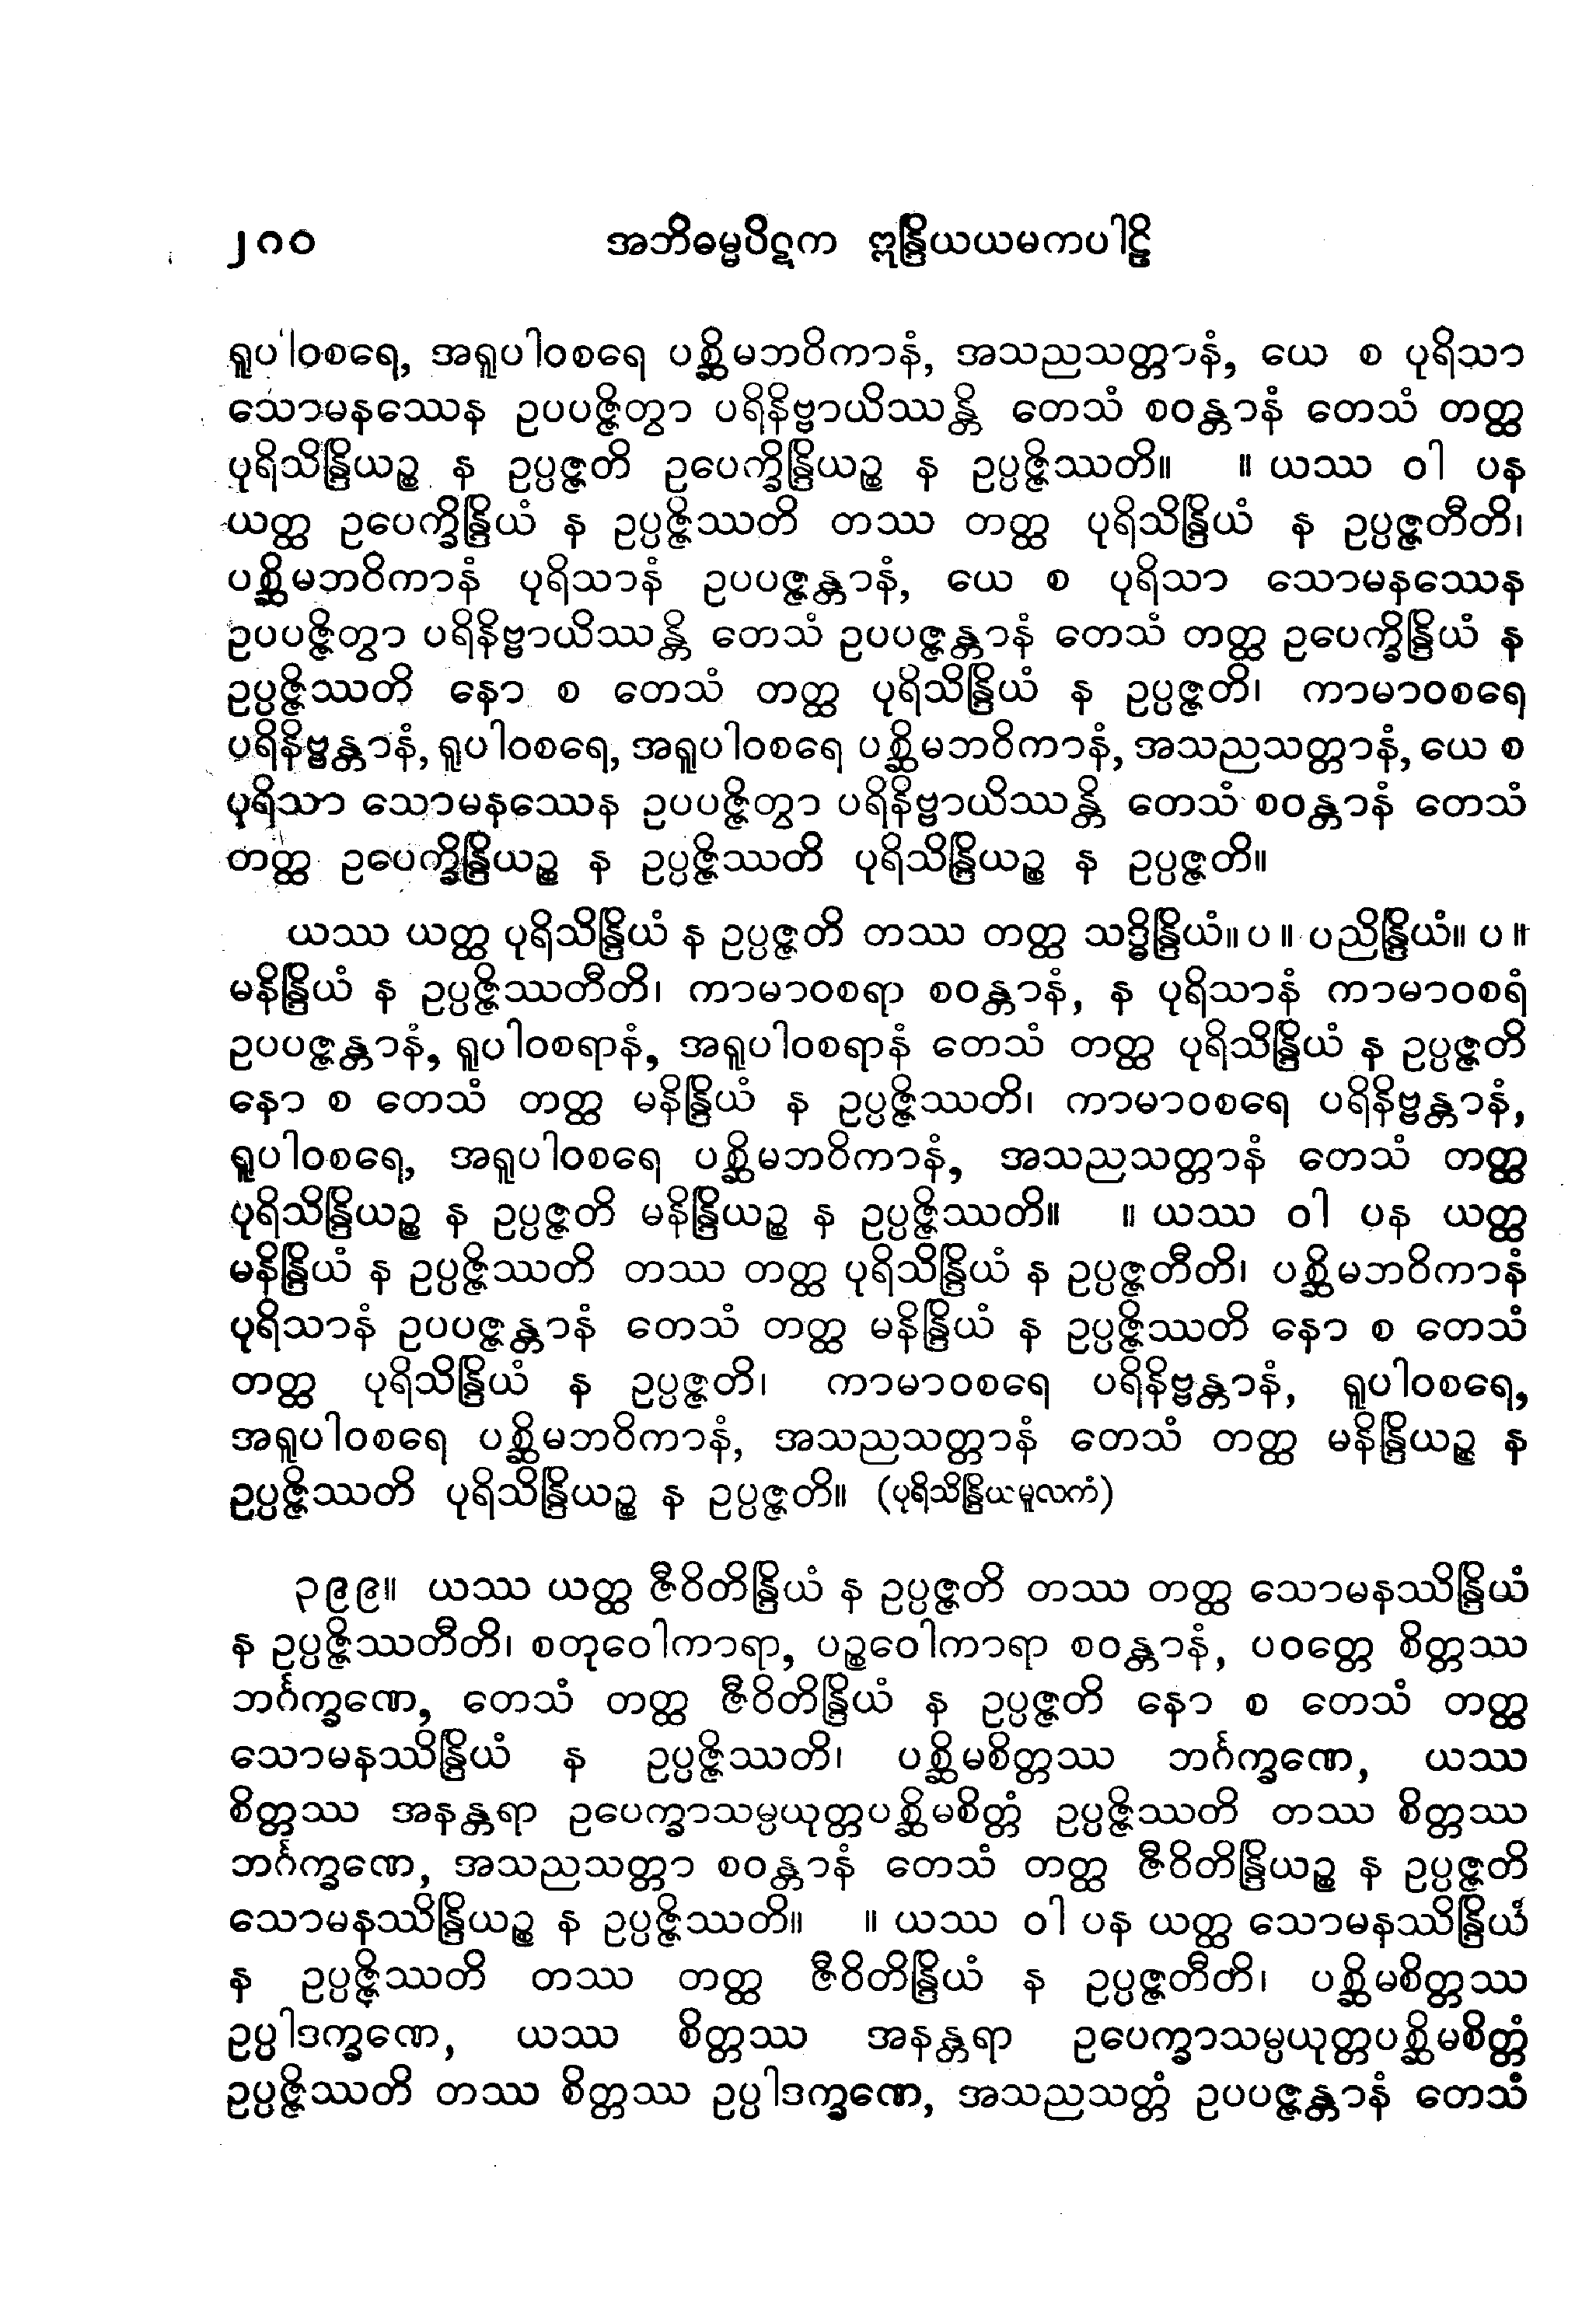 ၂၈၀ အဘိဓမ္မပိဋက ဣန္ဒြိယယမကပါဠိ
ရူပါဝစရေ, အရူပါဝစရေ ပစ္ဆိမဘဝိကာနံ, အသညသတ္တာနံ, ယေ စ ပုရိသာ
သောမနဿေန ဥပပဇ္ဇိတွာ ပရိနိဗ္ဗာယိဿန္တိ တေသံ စဝန္တာနံ တေသံ တတ္ထ
ပုရိသိန္ဒြိယဉ္စ န ဥပ္ပဇ္ဇတိ ဥပေက္ခိန္ဒြိယဉ္စ န ဥပ္ပဇ္ဇိဿတိ။ ။ ယဿ ဝါ ပန
ယတ္ထ ဥပေက္ခိန္ဒြိယံ န ဥပ္ပဇ္ဇိဿတိ တဿ တတ္ထ ပုရိသိန္ဒြိယံ န ဥပ္ပဇ္ဇတီတိ၊
ပစ္ဆိမဘဝိကာနံ ပုရိသာနံ ဥပပဇ္ဇန္တာနံ, ယေ စ ပုရိသာ သောမနဿေန
ဥပပဇ္ဇိတွာ ပရိနိဗ္ဗာယိဿန္တိ တေသံ ဥပပဇ္ဇန္တာနံ တေသံ တတ္ထ ဥပေက္ခိန္ဒြိယံ န
ဥပ္ပဇ္ဇိဿတိ နော စ တေသံ တတ္ထ ပုရိသိန္ဒြိယံ န ဥပ္ပဇ္ဇတိ၊ ကာမာဝစရေ
ပရိနိဗ္ဗန္တာနံ, ရူပါဝစရေ, အရူပါဝစရေ ပစ္ဆိမဘဝိကာနံ, အသညသတ္တာနံ, ယေ စ
ပုရိသာ သောမနဿေန ဥပပဇ္ဇိတွာ ပရိနိဗ္ဗာယိဿန္တိ တေသံ စဝန္တာနံ တေသံ
တတ္ထ ဥပေက္ခိန္ဒြိယဉ္စ န ဥပ္ပဇ္ဇိဿတိ ပုရိသိန္ဒြိယဉ္စ န ဥပ္ပဇ္ဇတိ။
ယဿ ယတ္ထ ပုရိသိန္ဒြိယံ န ဥပ္ပဇ္ဇတိ တဿ တတ္ထ သဒ္ဓိန္ဒြိယံ။ ပ ။ ပညိန္ဒြိယံ။ ပ ။
မနိန္ဒြိယံ န ဥပ္ပဇ္ဇိဿတီတိ၊ ကာမာဝစရာ စဝန္တာနံ, န ပုရိသာနံ ကာမာဝစရံ
ဥပပဇ္ဇန္တာနံ, ရူပါဝစရာနံ, အရူပါဝစရာနံ တေသံ တတ္ထ ပုရိသိန္ဒြိယံ န ဥပ္ပဇ္ဇတိ
နော စ တေသံ တတ္ထ မနိန္ဒြိယံ န ဥပ္ပဇ္ဇိဿတိ၊ ကာမာဝစရေ ပရိနိဗ္ဗန္တာနံ,
ရူပါဝစရေ, အရူပါဝစရေ ပစ္ဆိမဘဝိကာနံ, အသညသတ္တာနံ တေသံ တတ္ထ
ပုရိသိန္ဒြိယဉ္စ န ဥပ္ပဇ္ဇတိ မနိန္ဒြိယဉ္စ န ဥပ္ပဇ္ဇိဿတိ။ ။ ယဿ ဝါ ပန ယတ္ထ
မနိန္ဒြိယံ န ဥပ္ပဇ္ဇိဿတိ တဿ တတ္ထ ပုရိသိန္ဒြိယံ န ဥပ္ပဇ္ဇတီတိ၊ ပစ္ဆိမဘဝိကာနံ
ပုရိသာနံ ဥပပဇ္ဇန္တာနံ တေသံ တတ္ထ မနိန္ဒြိယံ န ဥပ္ပဇ္ဇိဿတိ နော စ တေသံ
တတ္ထ ပုရိသိန္ဒြိယံ န ဥပ္ပဇ္ဇတိ၊ ကာမာဝစရေ ပရိနိဗ္ဗန္တာနံ, ရူပါဝစရေ,
အရူပါဝစရေ ပစ္ဆိမဘဝိကာနံ, အသညသတ္တာနံ တေသံ တတ္ထ မနိန္ဒြိယဉ္စ န
ဥပ္ပဇ္ဇိဿတိ ပုရိသိန္ဒြိယဉ္စ န ဥပ္ပဇ္ဇတိ။ (ပုရိသိန္ဒြိယမူလကံ)
၃၉၉။ ယဿ ယတ္ထ ဇီဝိတိန္ဒြိယံ န ဥပ္ပဇ္ဇတိ တဿ တတ္ထ သောမနဿိန္ဒြိယံ
န ဥပ္ပဇ္ဇိဿတီတိ၊ စတုဝေါကာရာ, ပဉ္စဝေါကာရာ စဝန္တာနံ, ပဝတ္တေ စိတ္တဿ
ဘင်္ဂက္ခဏေ, တေသံ တတ္ထ ဇီဝိတိန္ဒြိယံ န ဥပ္ပဇ္ဇတိ နော စ တေသံ တတ္ထ
သောမနဿိန္ဒြိယံ န ဥပ္ပဇ္ဇိဿတိ၊ ပစ္ဆိမစိတ္တဿ ဘင်္ဂက္ခဏေ, ယဿ
စိတ္တဿ အနန္တရာ ဥပေက္ခာသမ္ပယုတ္တပစ္ဆိမစိတ္တံ ဥပ္ပဇ္ဇိဿတိ တဿ စိတ္တဿ
ဘင်္ဂက္ခဏေ, အသညသတ္တာ စဝန္တာနံ တေသံ တတ္ထ ဇီဝိတိန္ဒြိယဉ္စ န ဥပ္ပဇ္ဇတိ
သောမနဿိန္ဒြိယဉ္စ န ဥပ္ပဇ္ဇိဿတိ။ ။ ယဿ ဝါ ပန ယတ္ထ သောမနဿိန္ဒြိယံ
န ဥပ္ပဇ္ဇိဿတိ တဿ တတ္ထ ဇီဝိတိန္ဒြိယံ န ဥပ္ပဇ္ဇတီတိ၊ ပစ္ဆိမစိတ္တဿ
ဥပ္ပါဒက္ခဏေ, ယဿ စိတ္တဿ အနန္တရာ ဥပေက္ခာသမ္ပယုတ္တပစ္ဆိမစိတ္တံ
ဥပ္ပဇ္ဇိဿတိ တဿ စိတ္တဿ ဥပ္ပါဒက္ခဏေ, အသညသတ္တံ ဥပပဇ္ဇန္တာနံ တေသံ